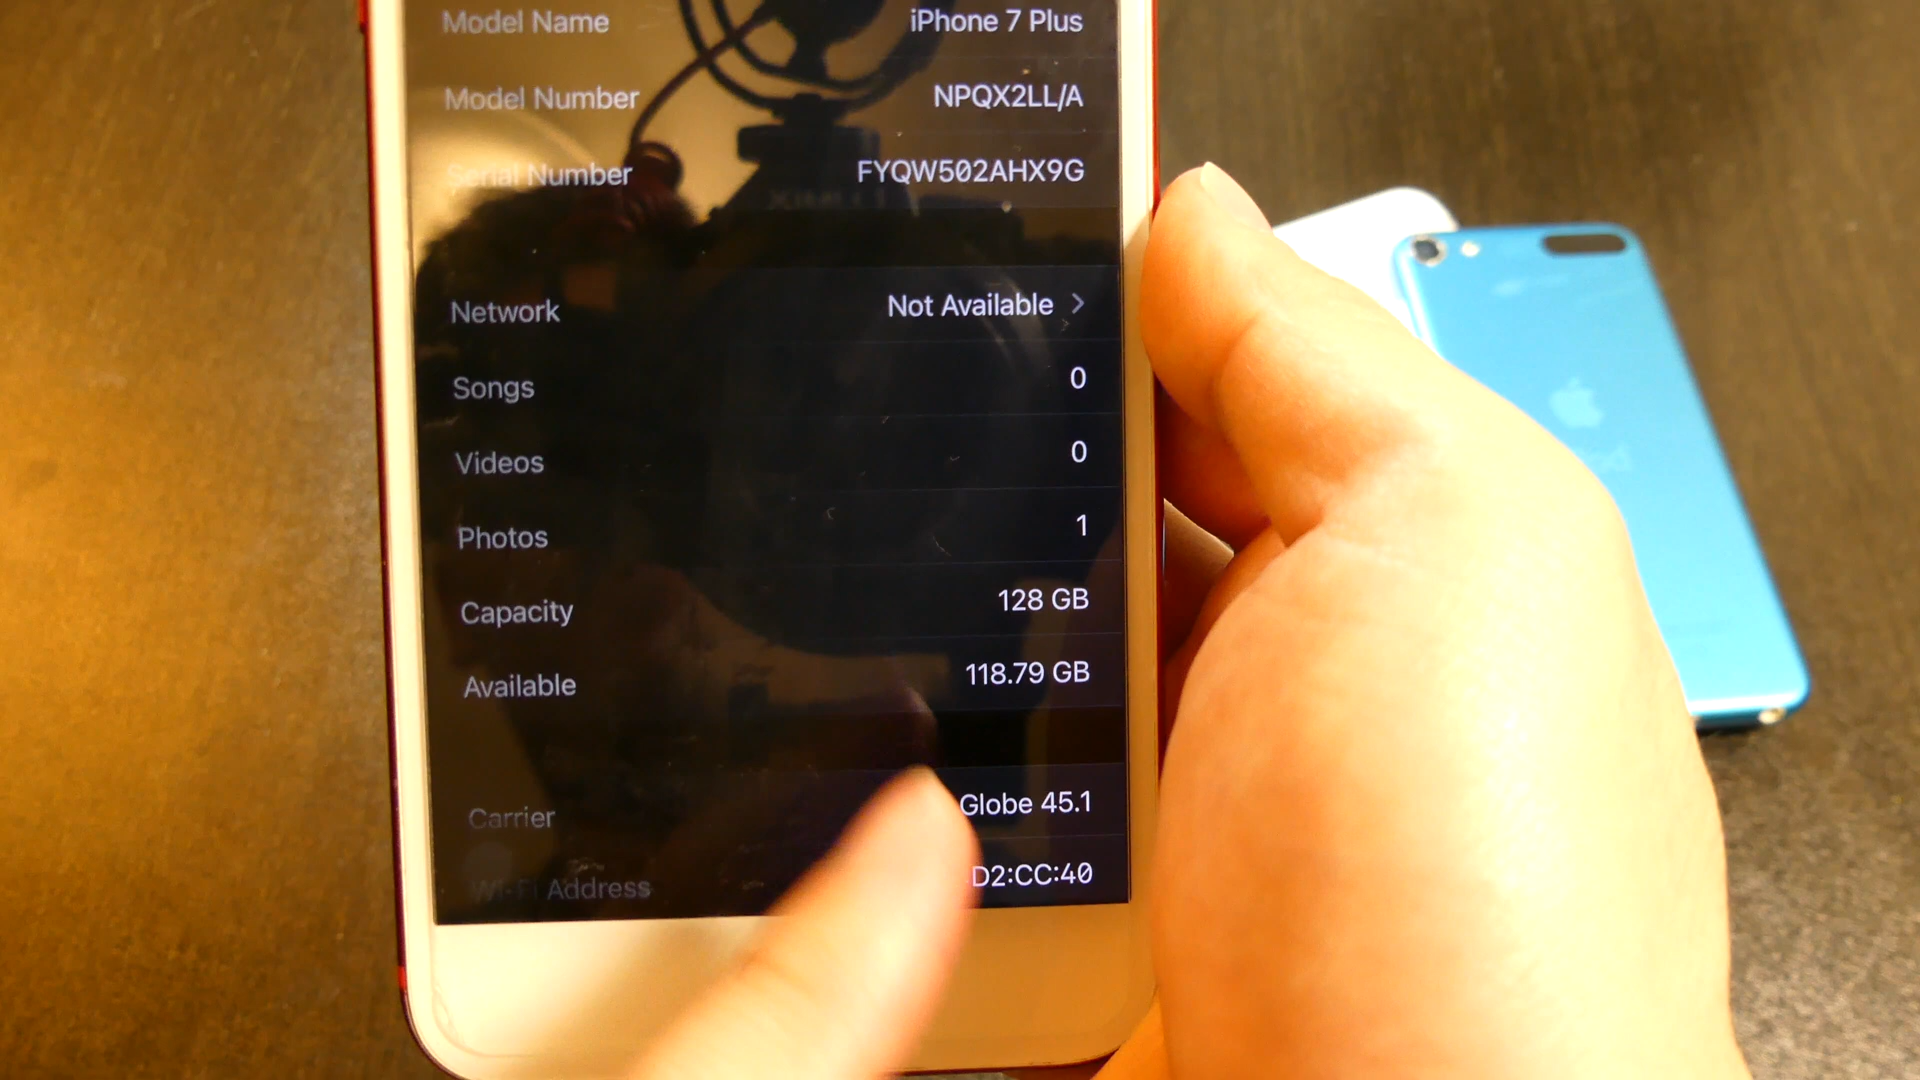 Model Name iPhone 7 Plus
Model Number NPQX2LL/A
Serial Number FYQW502AHX9G
Network Not Available
Songs 0
Videos 0
Photos 1
Capacity 128 GB
Available 118.79 GB
Carrier Globe 45.1
Wi-Fi Address D2:CC:40